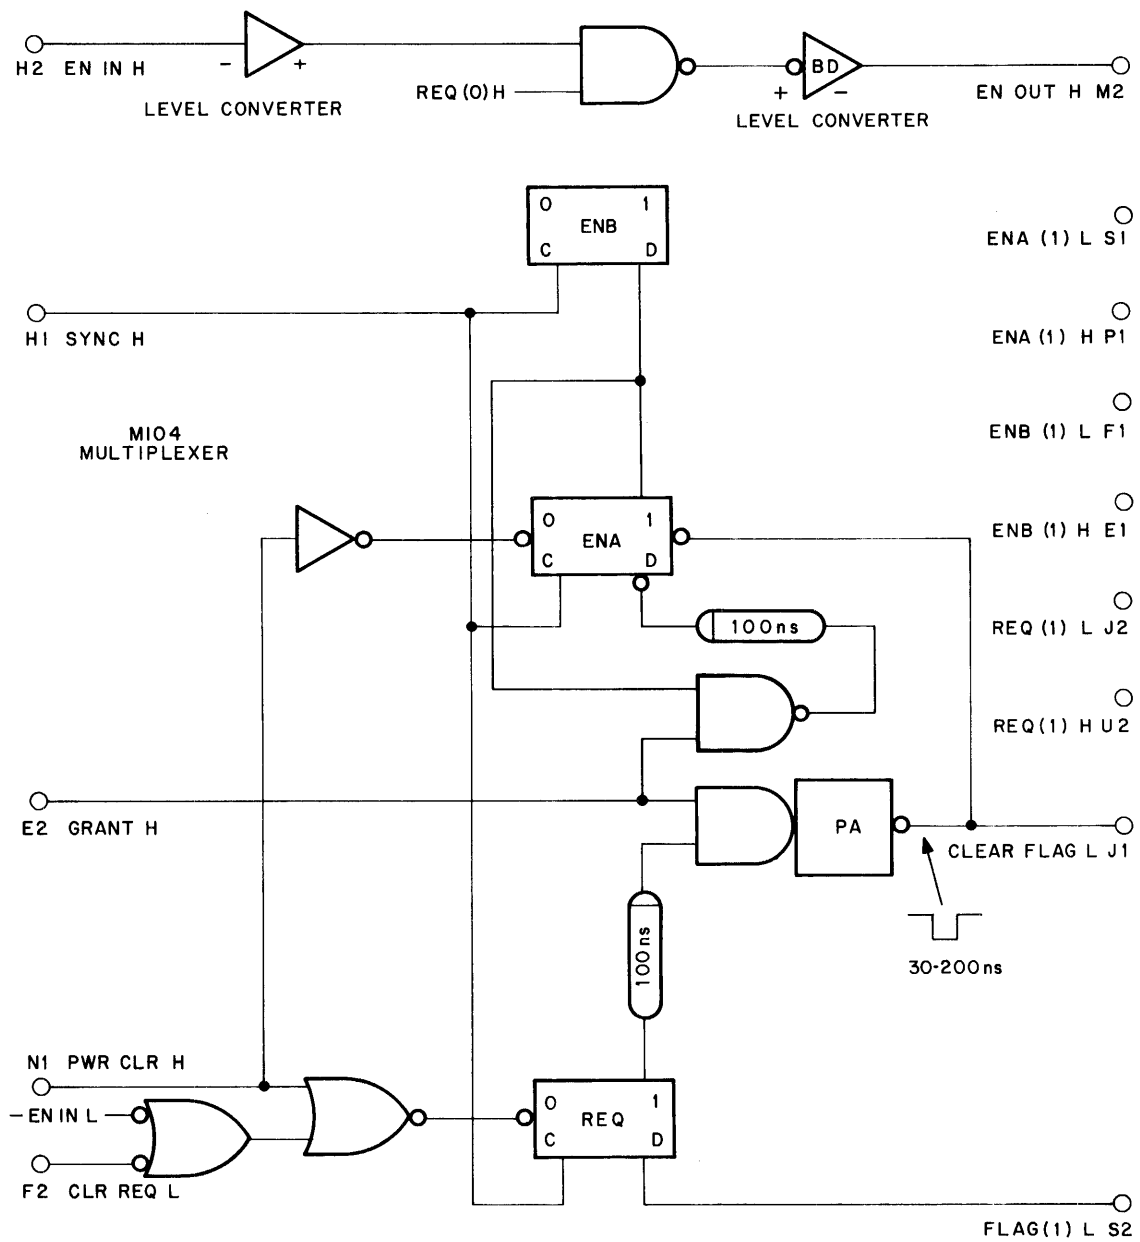 H2 EN IN H
- +
LEVEL CONVERTER
REQ (0) H
BD
+ -
LEVEL CONVERTER
EN OUT H M2
0 1
ENB
C D
ENA (1) L S1
H1 SYNC H
ENA (1) H P1
M104
MULTIPLEXER
ENB (1) L F1
0 1
ENA
C D
ENB (1) H E1
100ns
REQ (1) L J2
REQ (1) H U2
E2 GRANT H
PA
CLEAR FLAG L J1
100ns
30-200ns
N1 PWR CLR H
- EN IN L
F2 CLR REQ L
0 1
REQ
C D
FLAG (1) L S2